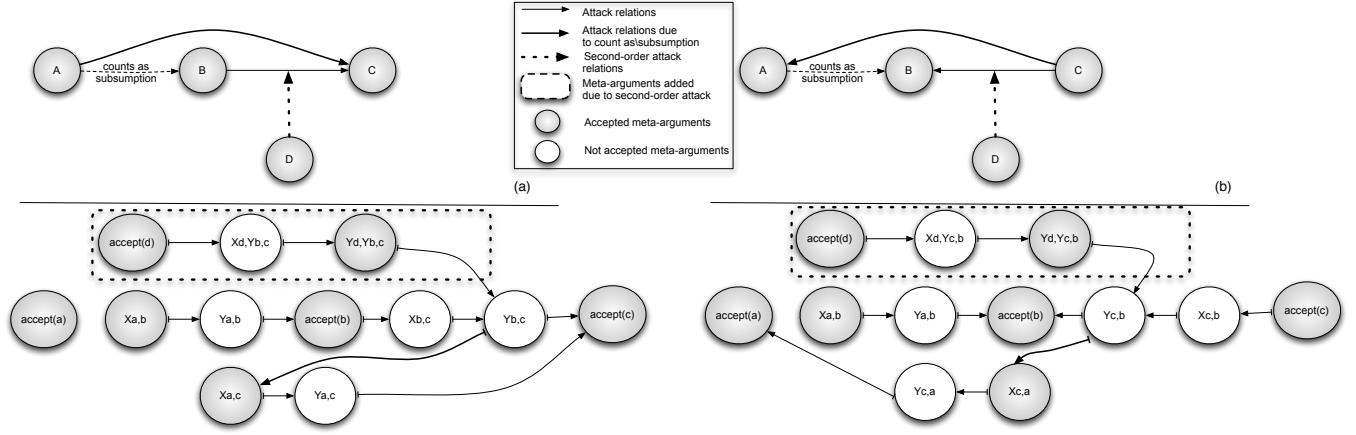 A
counts as
subsumption
B
C
D
(a)
Attack relations
Attack relations due
to count as\subsumption
Second-order attack
relations
Meta-arguments added
due to second-order attack
Accepted meta-arguments
Not accepted meta-arguments
A
counts as
subsumption
B
C
D
(b)
accept(d)
Xd,Yb,c
Yd,Yb,c
accept(a)
Xa,b
Ya,b
accept(b)
Xb,c
Yb,c
accept(c)
Xa,c
Ya,c
accept(d)
Xd,Yc,b
Yd,Yc,b
accept(a)
Xa,b
Ya,b
accept(b)
Yc,b
Xc,b
accept(c)
Yc,a
Xc,a